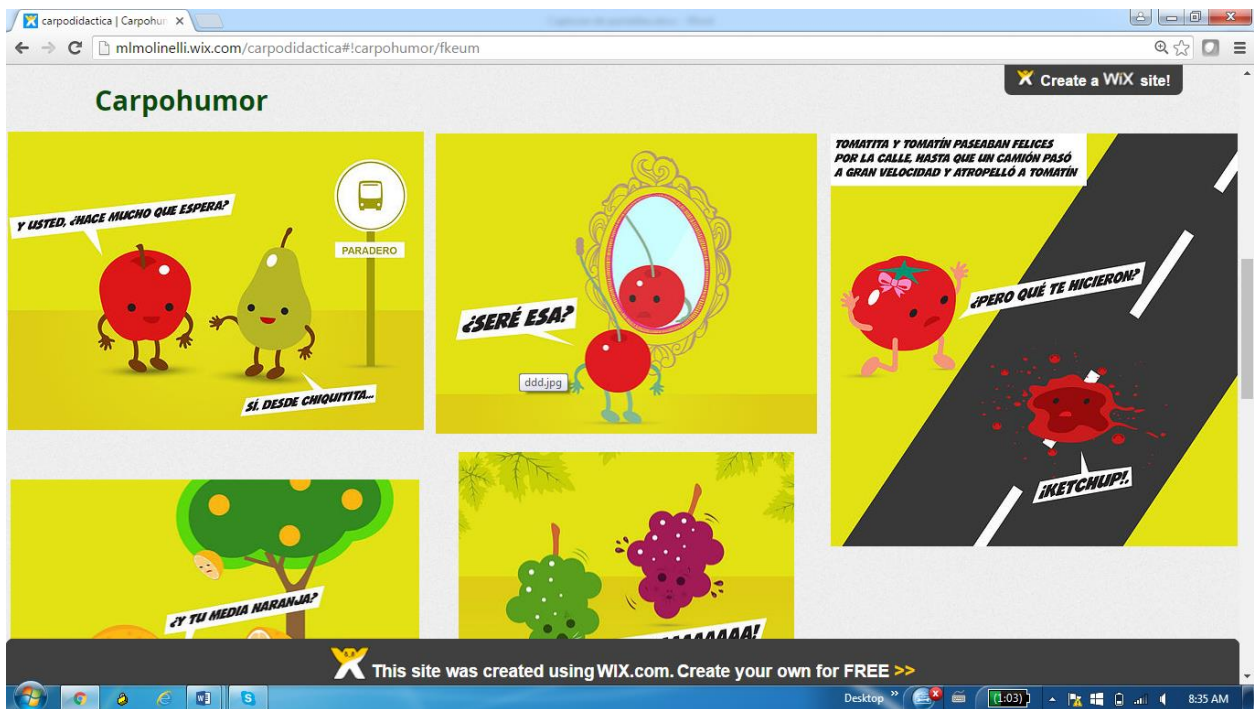 carpodidactica | Carpohur
mlmolinelli.wix.com/carpodidactica#!carpohumor/fkeum
Create a WiX site!
Carpohumor
Y USTED, ¿HACE MUCHO QUE ESPERA?
PARADERO
SÍ. DESDE CHIQUITITA...
¿SERÉ ESA?
ddd.jpg
TOMATITA Y TOMATÍN PASEABAN FELICES
POR LA CALLE, HASTA QUE UN CAMIÓN PASÓ
A GRAN VELOCIDAD Y ATROPELLÓ A TOMATÍN
¿PERO QUÉ TE HICIERON?
¡KETCHUP!.
¿Y TU MEDIA NARANJA?
This site was created using WIX.com. Create your own for FREE >>
Desktop
(1:03)
8:35 AM